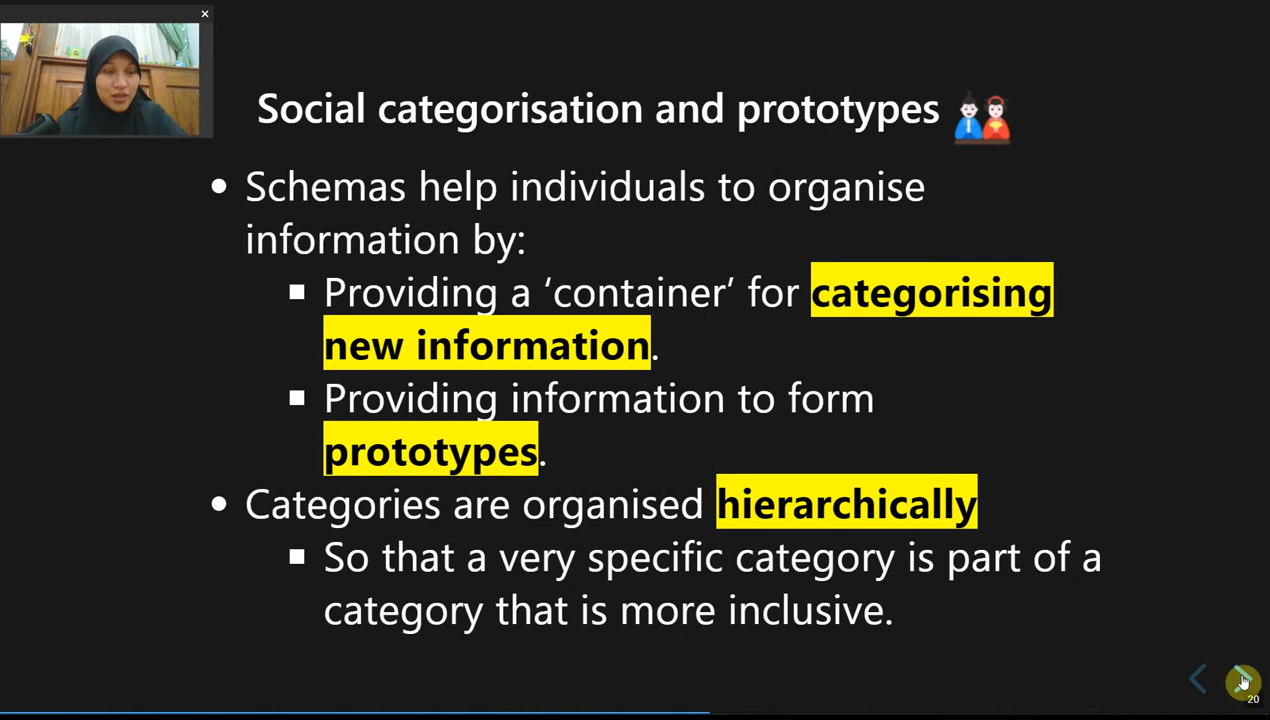 Social categorisation and prototypes
• Schemas help individuals to organise
information by:
▪ Providing a ‘container’ for categorising
new information.
▪ Providing information to form
prototypes.
• Categories are organised hierarchically
▪ So that a very specific category is part of a
category that is more inclusive.
20